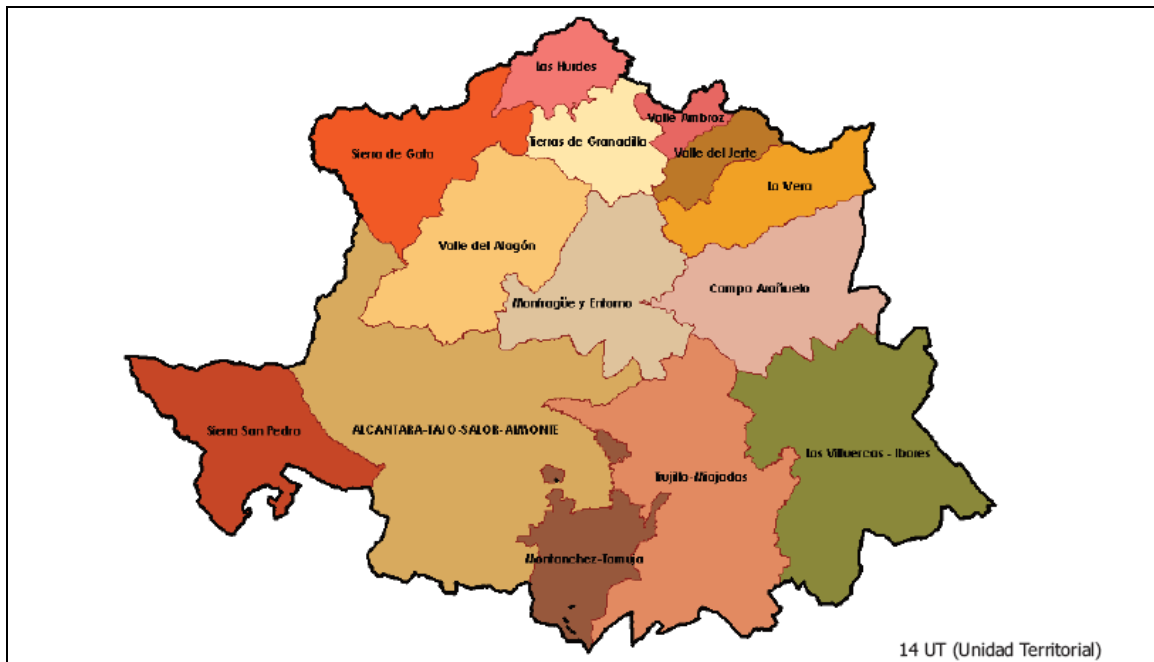 Las Hurdes
Valle Ambroz
Tierras de Granadilla
Sierra de Gata
Valle del Jerte
La Vera
Valle del Alagón
Campo Arañuelo
Monfragüe y Entorno
Sierra San Pedro
ALCANTARA-TAJO-SALOR-ALMONTE
Las Villuercas - Ibores
Trujillo-Miajadas
Montanchez-Tamuja
14 UT (Unidad Territorial)